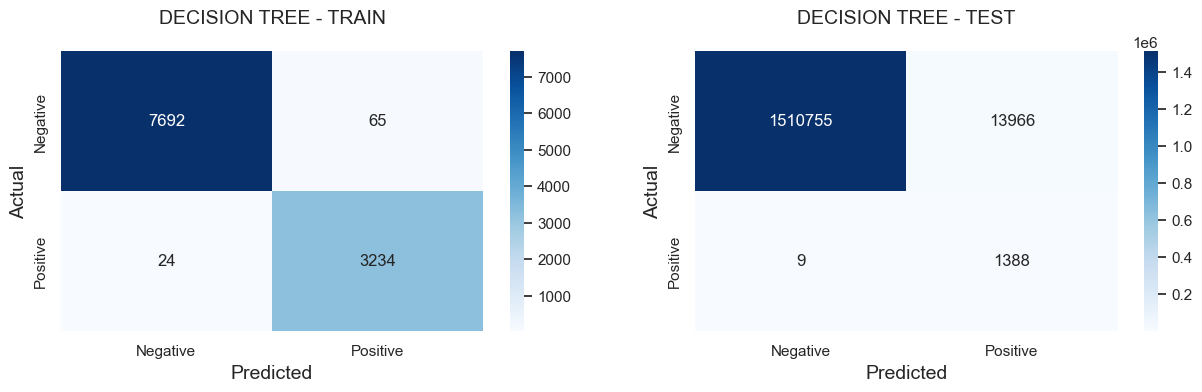 DECISION TREE - TRAIN
Actual
Negative
Positive
7692
65
24
3234
Negative
Positive
Predicted
7000
6000
5000
4000
3000
2000
1000
DECISION TREE - TEST
Actual
Negative
Positive
1510755
13966
9
1388
Negative
Positive
Predicted
1e6
1.4
1.2
1.0
0.8
0.6
0.4
0.2